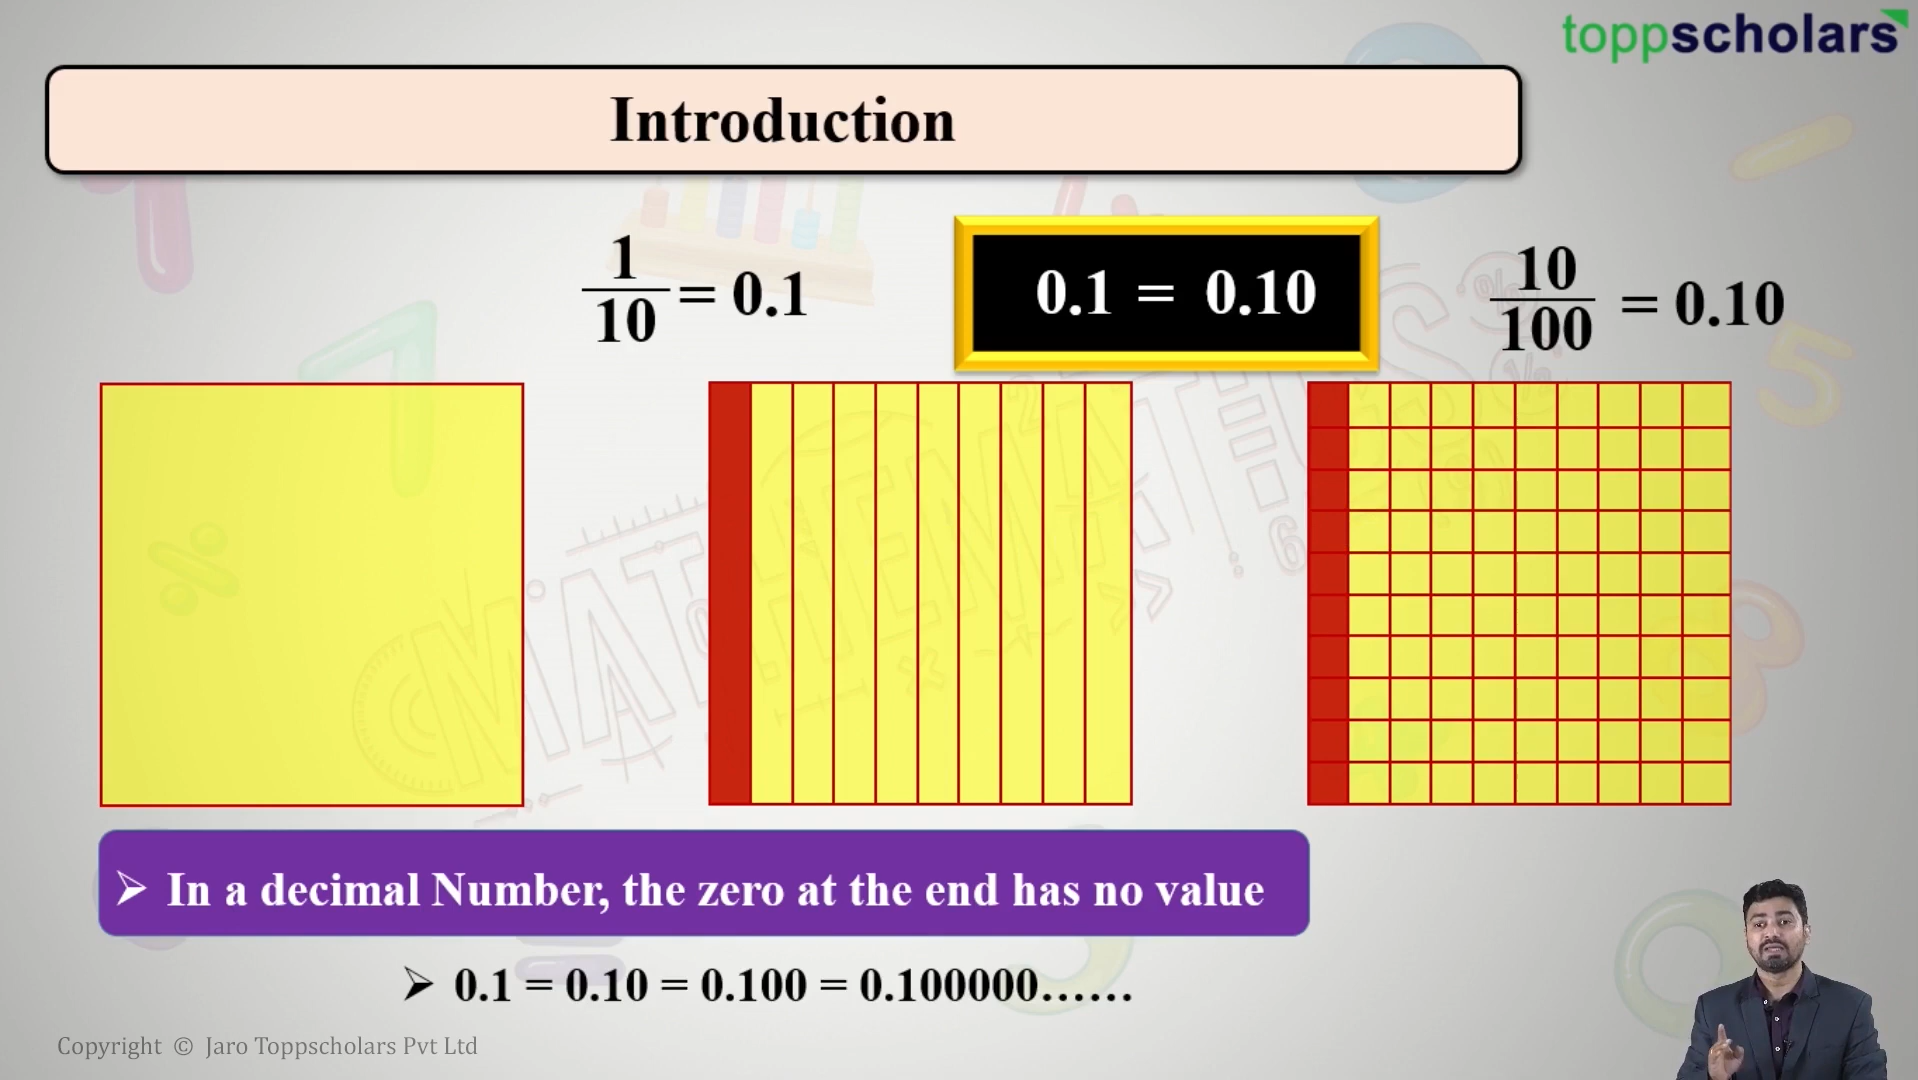 toppscholars
Introduction
1/10 = 0.1
0.1 = 0.10
10/100 = 0.10
MATHEMATICS
➢ In a decimal Number, the zero at the end has no value
➢ 0.1 = 0.10 = 0.100 = 0.100000......
Copyright © Jaro Toppscholars Pvt Ltd